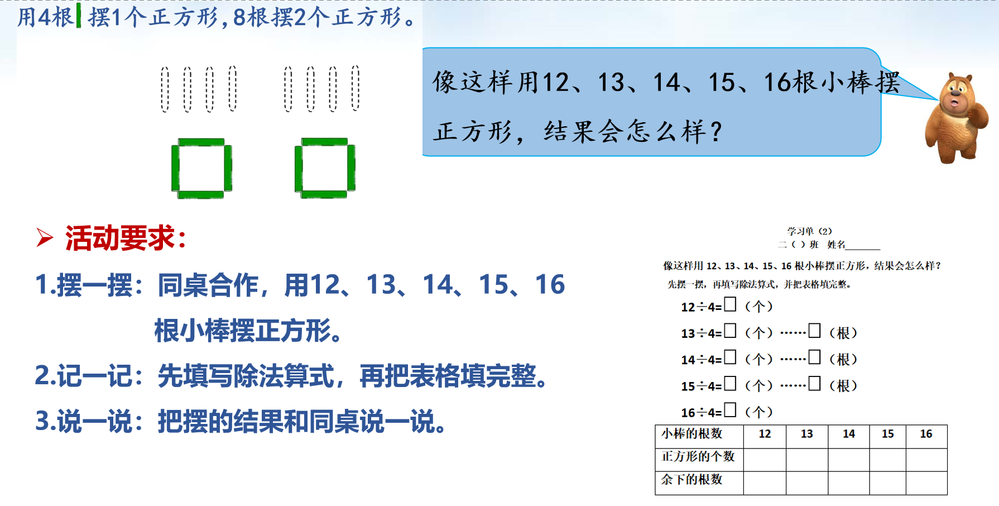 用4根 摆1个正方形,8根摆2个正方形。
像这样用12、13、14、15、16根小棒摆
正方形，结果会怎么样？
活动要求：
1.摆一摆：同桌合作，用12、13、14、15、16
根小棒摆正方形。
2.记一记：先填写除法算式，再把表格填完整。
3.说一说：把摆的结果和同桌说一说。
学习单（2）
二（ ）班 姓名________
像这样用 12、13、14、15、16 根小棒摆正方形，结果会怎么样？
先摆一摆，再填写除法算式，并把表格填完整。
12÷4=□（个）
13÷4=□（个）……□（根）
14÷4=□（个）……□（根）
15÷4=□（个）……□（根）
16÷4=□（个）
小棒的根数 12 13 14 15 16
正方形的个数
余下的根数